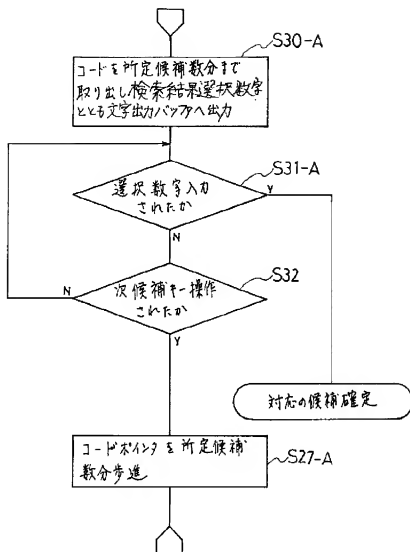 S30-A
コードを所定候補数分まで
取り出し検索結果選択数字
ととも文字出力バッファへ出力
S31-A
選択数字入力
されたか
Y
N
S32
次候補キー操作
されたか
N
Y
対応の候補確定
コードポインタを所定候補
数分歩進
S27-A